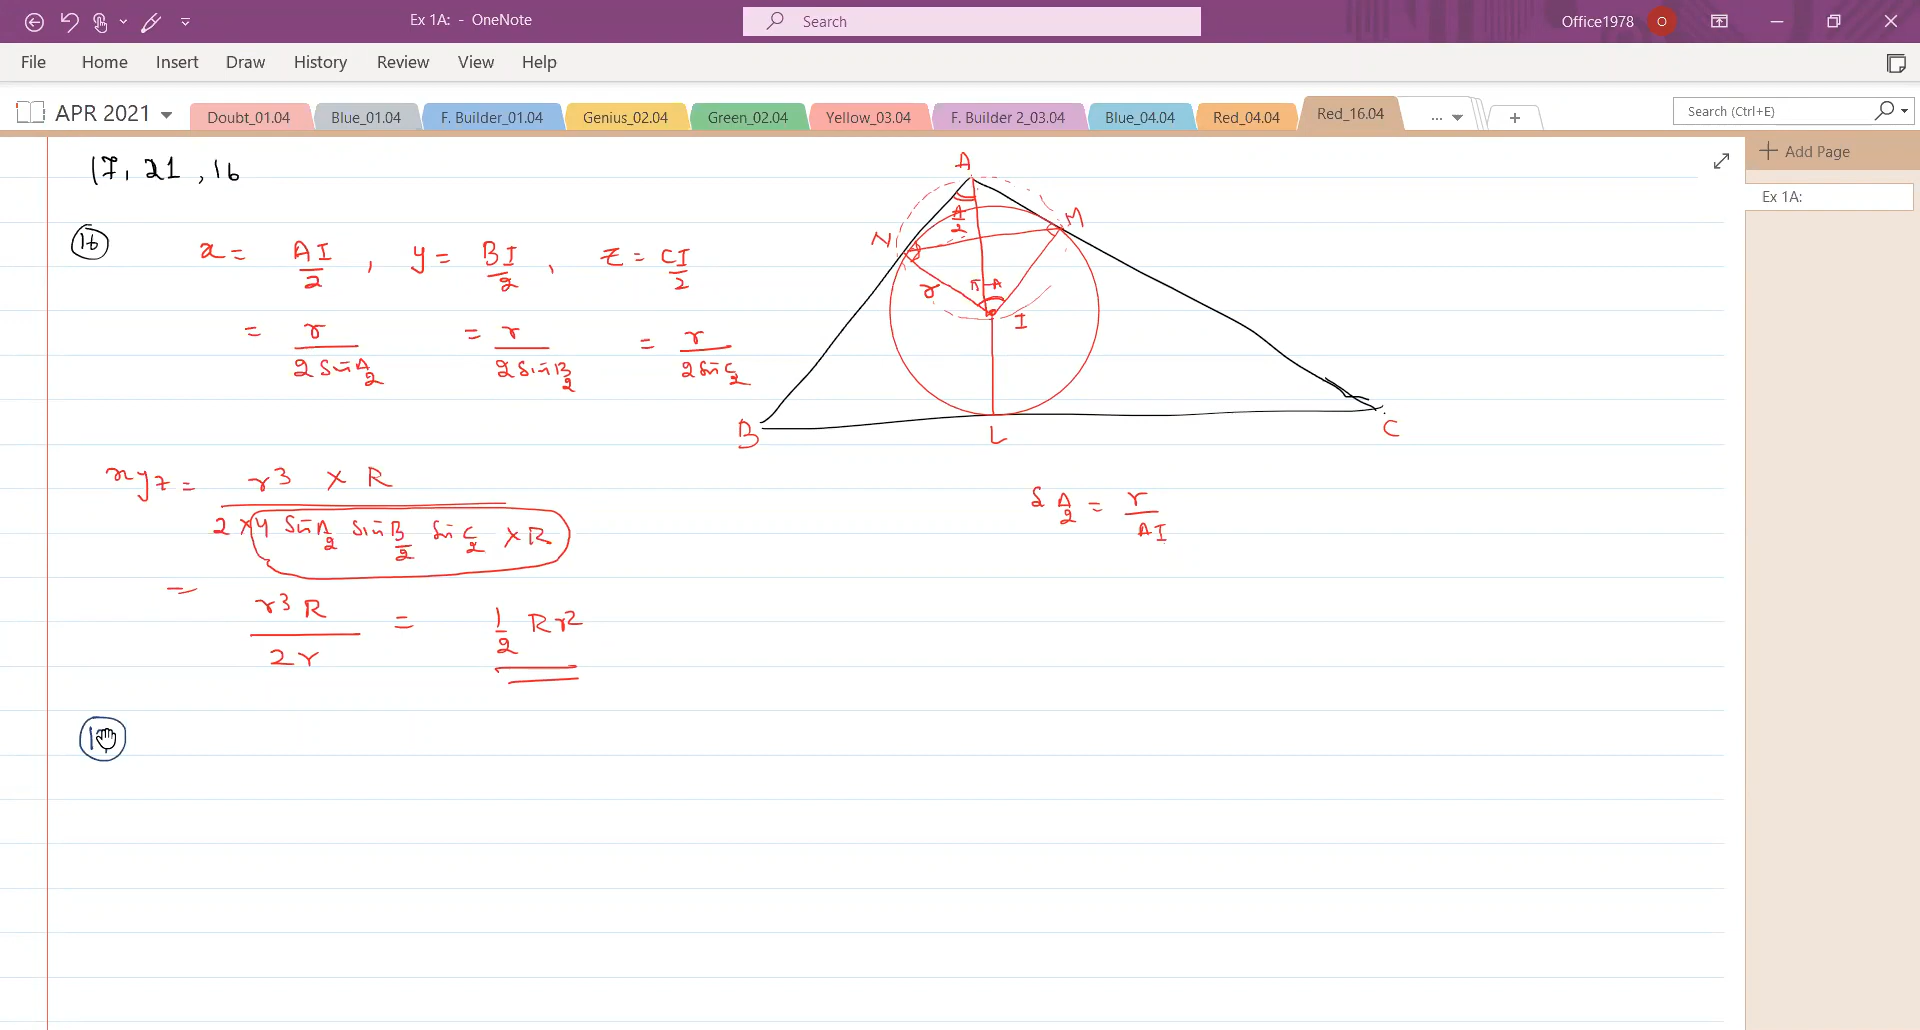 Ex 1A: - OneNote
Search
Office1978
O
File Home Insert Draw History Review View Help
APR 2021
Doubt_01.04
Blue_01.04
F. Builder_01.04
Genius_02.04
Green_02.04
Yellow_03.04
F. Builder 2_03.04
Blue_04.04
Red_04.04
Red_16.04
...
+
Search (Ctrl+E)
Add Page
Ex 1A:
17, 21, 16
16
x = AI/2 , y = BI/2 , z = CI/2
= r / 2 sin A/2 = r / 2 sin B/2 = r / 2 sin C/2
xyz = r³ × R / 2 × 4 sin A/2 sin B/2 sin C/2 × R
= r³ R / 2r = 1/2 Rr²
A
A/2
N
M
r
π-A
I
B
L
C
S A/2 = r / AI